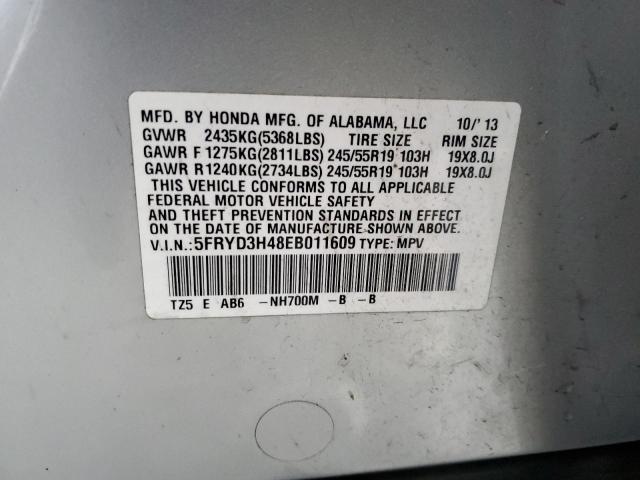 MFD. BY HONDA MFG. OF ALABAMA, LLC 10/'13
GVWR 2435KG(5368LBS) TIRE SIZE RIM SIZE
GAWR F 1275KG(2811LBS) 245/55R19 103H 19X8.0J
GAWR R 1240KG(2734LBS) 245/55R19 103H 19X8.0J
THIS VEHICLE CONFORMS TO ALL APPLICABLE
FEDERAL MOTOR VEHICLE SAFETY
AND THEFT PREVENTION STANDARDS IN EFFECT
ON THE DATE OF MANUFACTURE SHOWN ABOVE.
V.I.N.:5FRYD3H48EB011609 TYPE: MPV
TZ5 E AB6 -NH700M -B -B